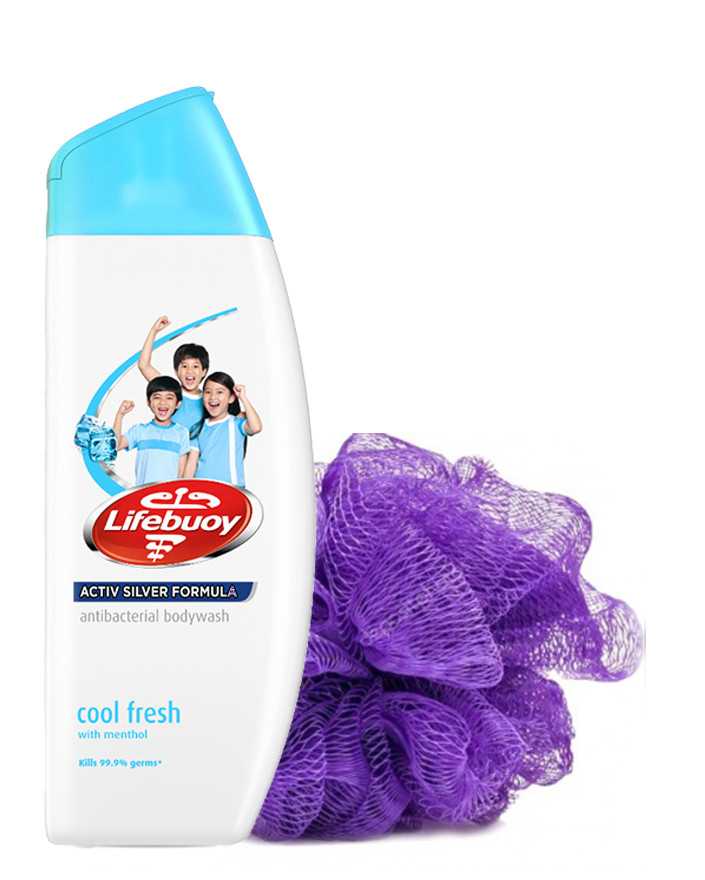 Lifebuoy
ACTIV SILVER FORMULA
antibacterial bodywash
cool fresh
with menthol
Kills 99.9% germs*